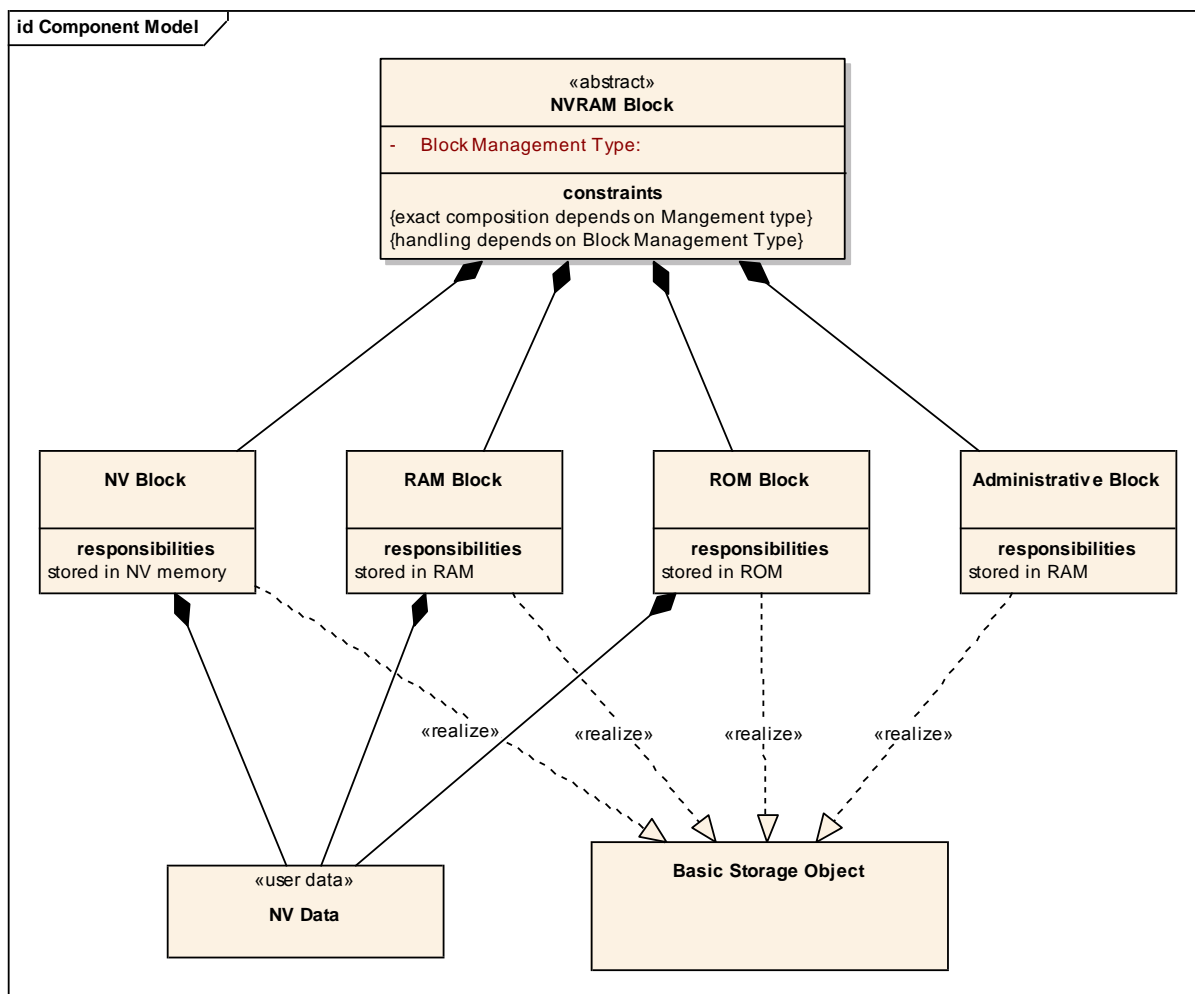 id Component Model
«abstract»
NVRAM Block
- Block Management Type:
constraints
{exact composition depends on Mangement type}
{handling depends on Block Management Type}
NV Block
responsibilities
stored in NV memory
RAM Block
responsibilities
stored in RAM
ROM Block
responsibilities
stored in ROM
Administrative Block
responsibilities
stored in RAM
«realize»
«realize»
«realize»
«realize»
«user data»
NV Data
Basic Storage Object